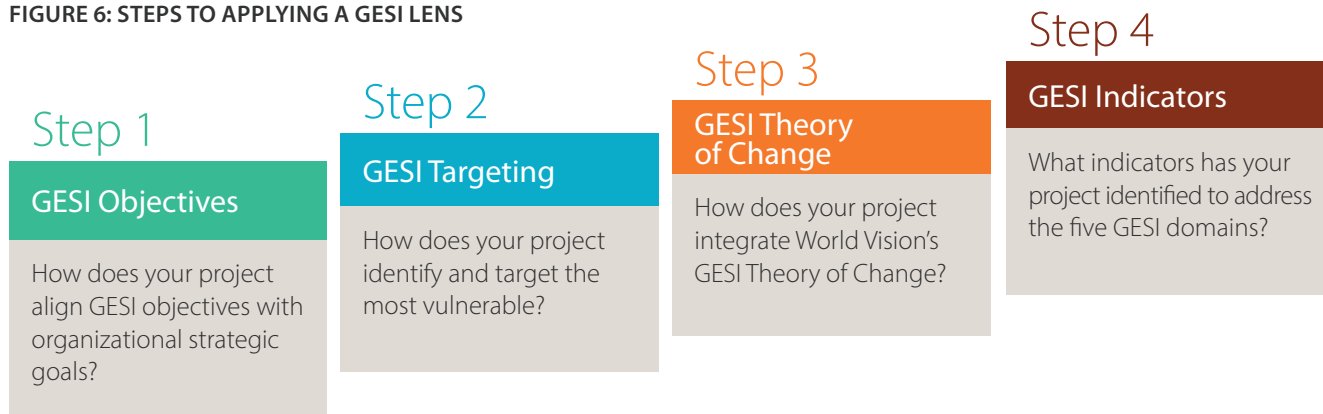 FIGURE 6: STEPS TO APPLYING A GESI LENS
Step 1
GESI Objectives
How does your project
align GESI objectives with
organizational strategic
goals?
Step 2
GESI Targeting
How does your project
identify and target the
most vulnerable?
Step 3
GESI Theory
of Change
How does your project
integrate World Vision’s
GESI Theory of Change?
Step 4
GESI Indicators
What indicators has your
project identified to address
the five GESI domains?